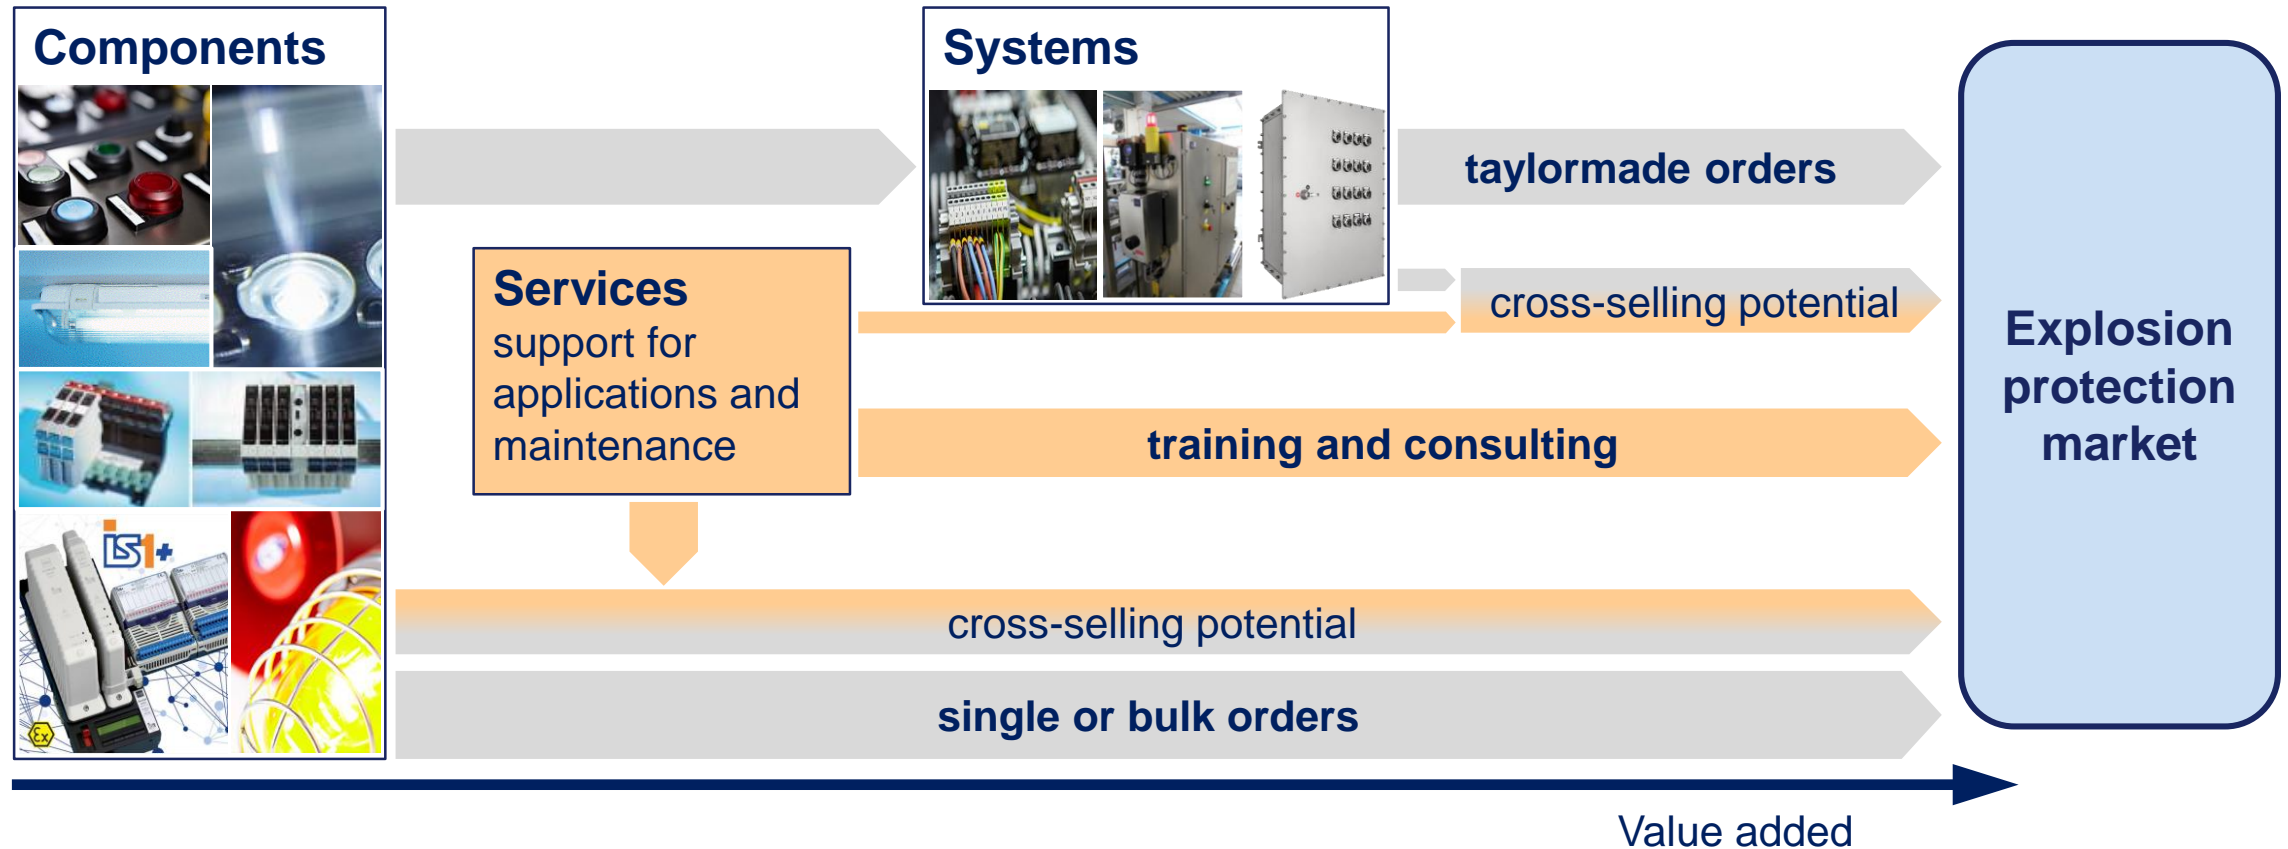 Components
Systems
taylormade orders
Services
support for
applications and
maintenance
cross-selling potential
Explosion
protection
market
training and consulting
is1+
cross-selling potential
single or bulk orders
Ex
Value added